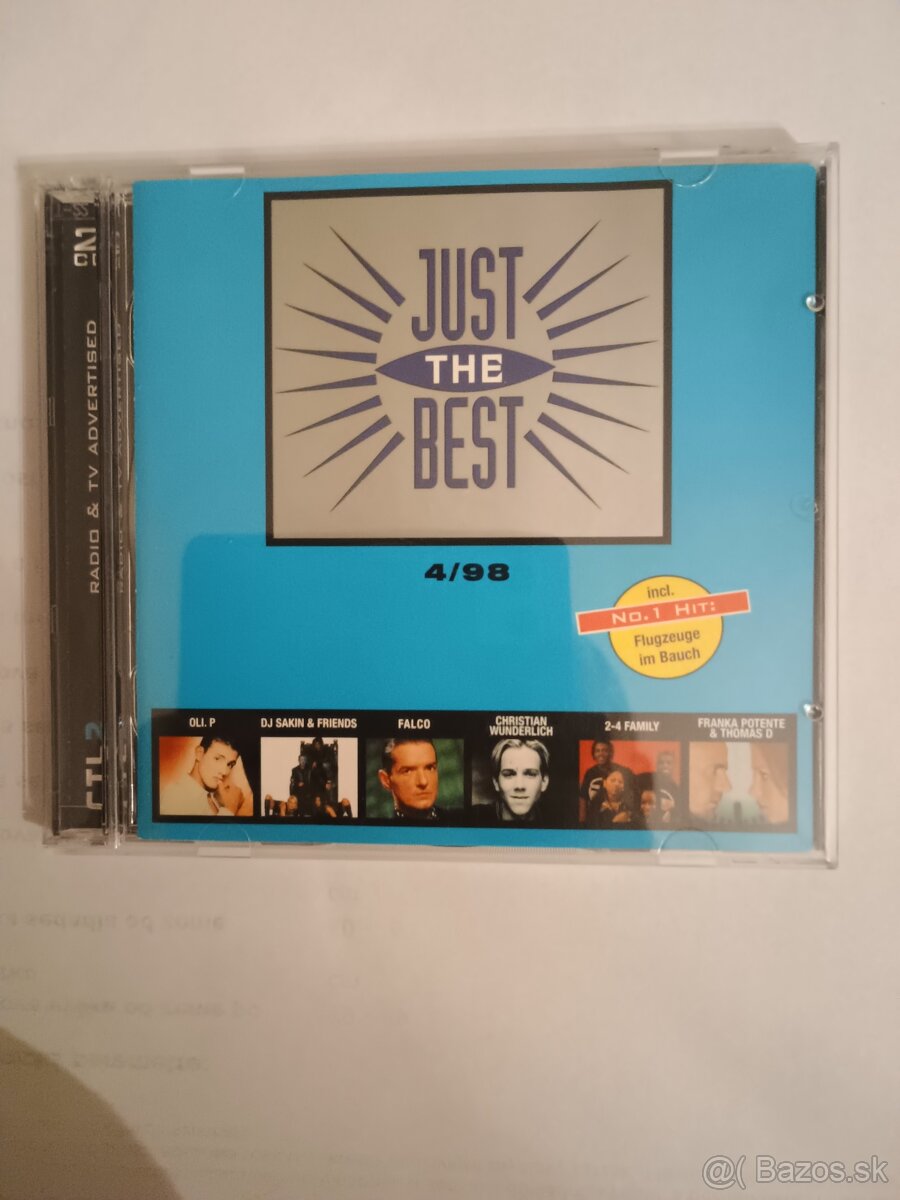 JUST
THE
BEST
4/98
incl.
No.1 Hit:
Flugzeuge
im Bauch
OLI. P
DJ SAKIN & FRIENDS
FALCO
CHRISTIAN
WUNDERLICH
2-4 FAMILY
FRANKA POTENTE
& THOMAS D
RADIO & TV ADVERTISED
@( Bazos.sk